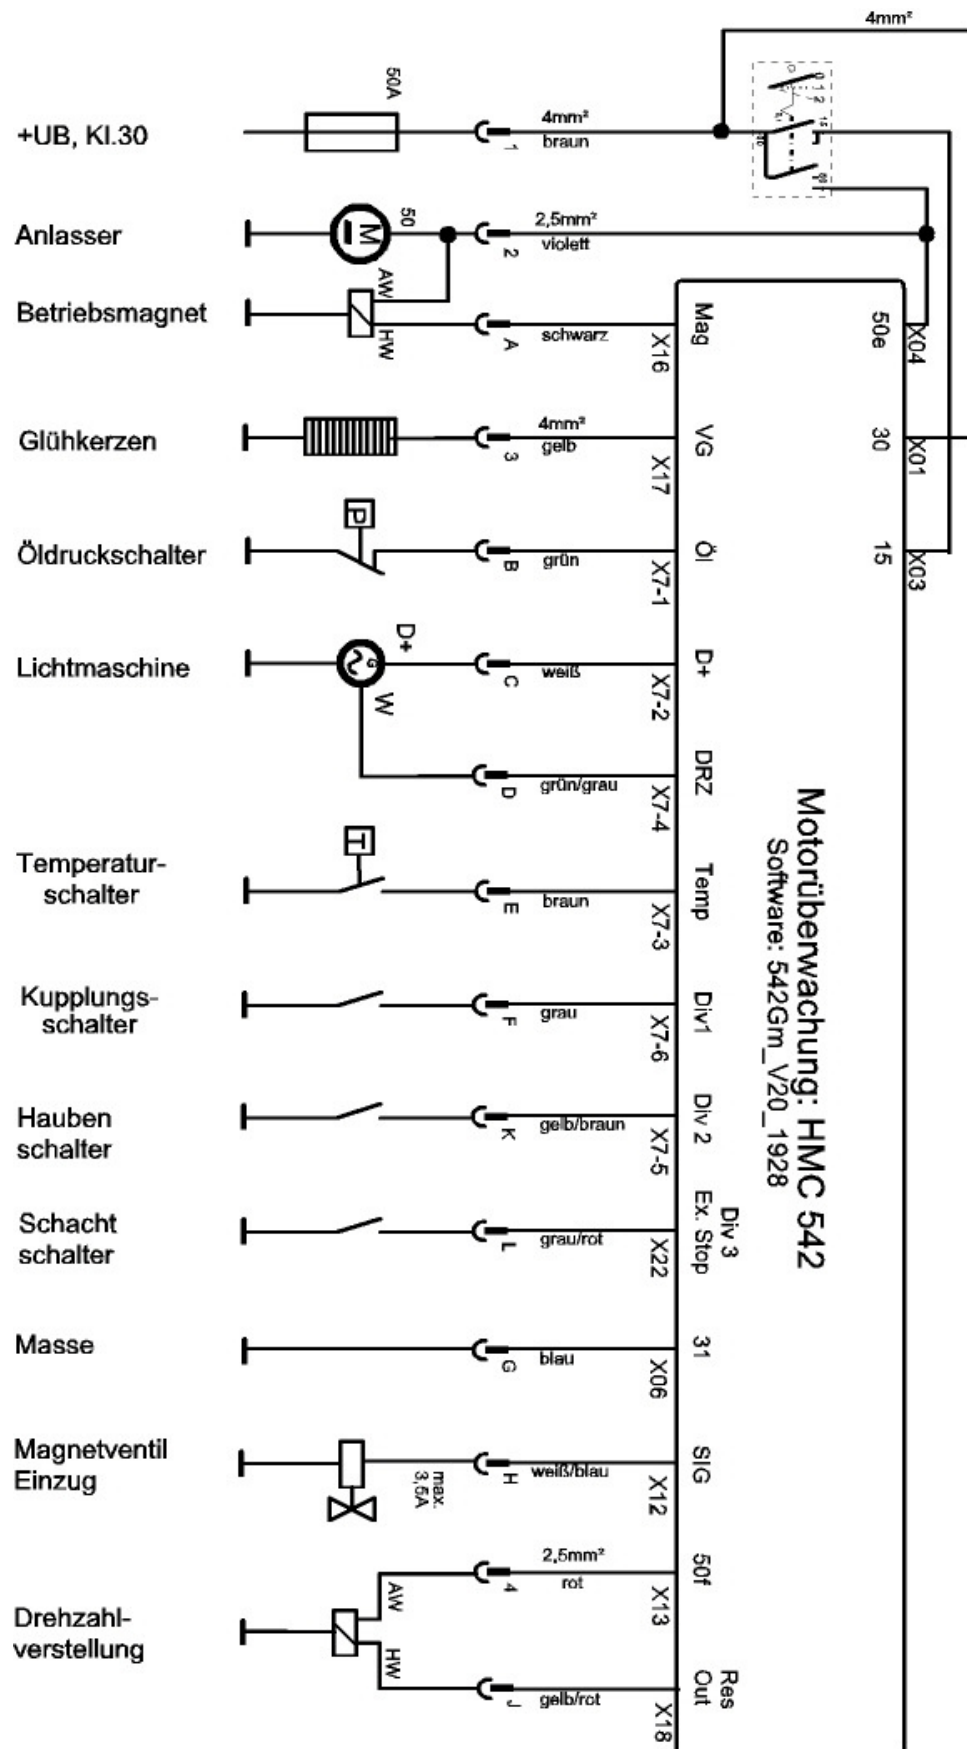 4mm²
50A
+UB, Kl.30
4mm²
braun
1
0 1 2
15
Anlasser
50
M
2,5mm²
violett
2
Betriebsmagnet
AW
HW
A
schwarz
X16
Mag
50e
X04
Glühkerzen
4mm²
gelb
3
X17
VG
30
X01
Öldruckschalter
P
B
grün
X7-1
Öl
15
X03
Lichtmaschine
G
D+
W
C
weiß
X7-2
D+
D
grün/grau
X7-4
DRZ
Temperatur-
schalter
T
E
braun
X7-3
Temp
Motorüberwachung: HMC 542
Software: 542Gm_V20_1928
Kupplungs-
schalter
F
grau
X7-6
Div1
Hauben
schalter
K
gelb/braun
X7-5
Div 2
Schacht
schalter
L
grau/rot
X22
Div 3
Ex. Stop
Masse
G
blau
X06
31
Magnetventil
Einzug
max.
3,5A
H
weiß/blau
X12
SIG
Drehzahl-
verstellung
AW
HW
4
2,5mm²
rot
X13
50f
J
gelb/rot
X18
Res
Out